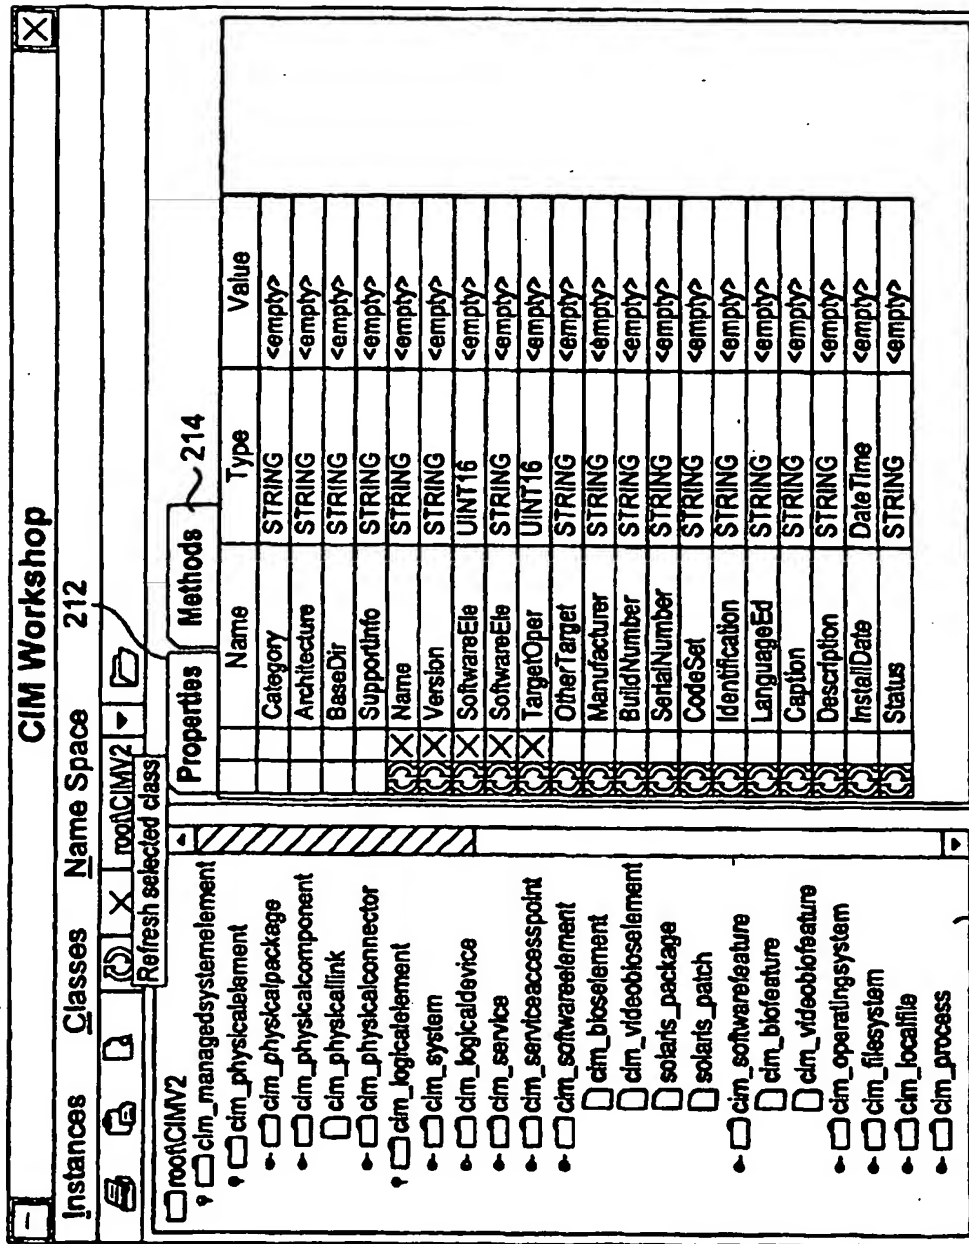 CIM Workshop
Instances Classes Name Space 212
root\CIMV2
Refresh selected class
root\CIMV2
cim_managedsystemelement
cim_physicalelement
cim_physicalpackage
cim_physicalcomponent
cim_physicallink
cim_physicalconnector
cim_logicalelement
cim_system
cim_logicaldevice
cim_service
cim_serviceaccesspoint
cim_softwareelement
cim_bioselement
cim_videobioselement
solaris_package
solaris_patch
cim_softwarefeature
cim_biofeature
cim_videobiofeature
cim_operatingsystem
cim_filesystem
cim_localfile
cim_process
Properties Methods 214
Name Type Value
Category STRING <empty>
Architecture STRING <empty>
BaseDir STRING <empty>
SupportInfo STRING <empty>
Name STRING <empty>
Version STRING <empty>
SoftwareEle UINT16 <empty>
SoftwareEle STRING <empty>
TargetOper UINT16 <empty>
OtherTarget STRING <empty>
Manufacturer STRING <empty>
BuildNumber STRING <empty>
SerialNumber STRING <empty>
CodeSet STRING <empty>
Identification STRING <empty>
LanguageEd STRING <empty>
Caption STRING <empty>
Description STRING <empty>
InstallDate DateTime <empty>
Status STRING <empty>